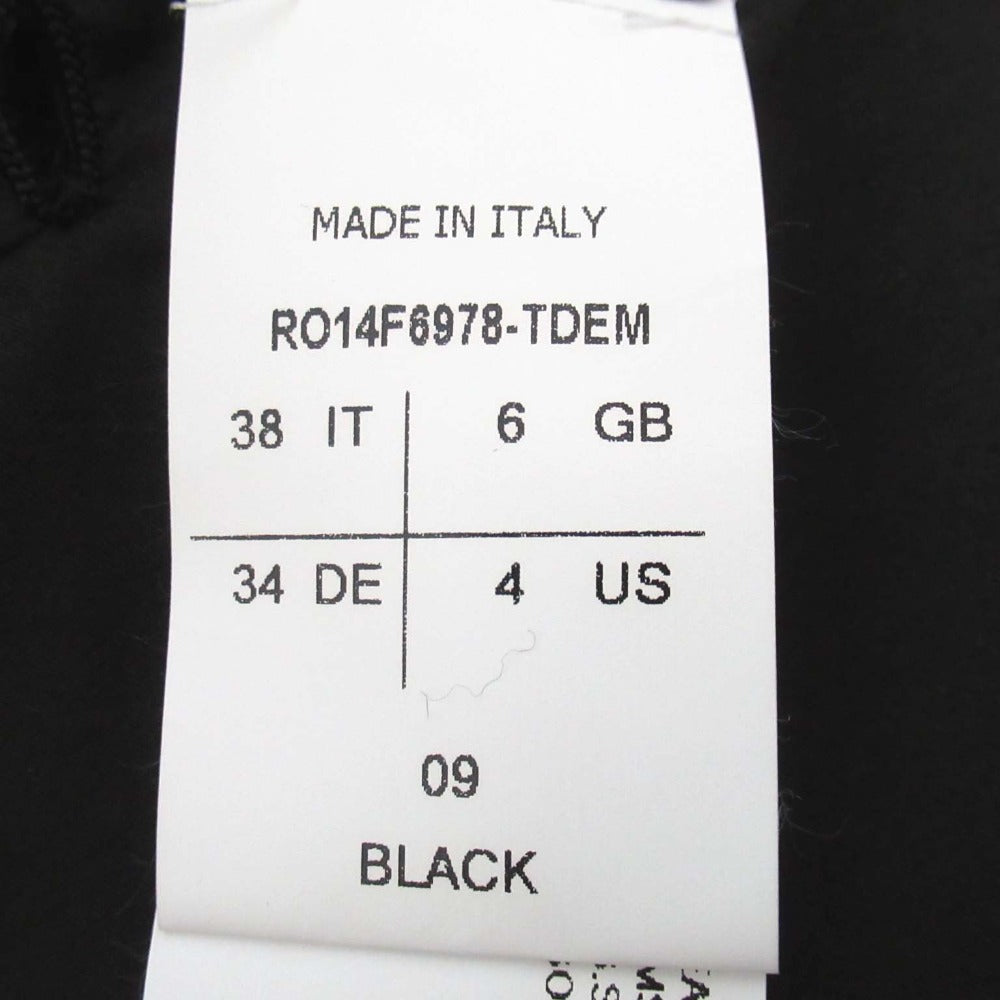 MADE IN ITALY
RO14F6978-TDEM
38 IT 6 GB
34 DE 4 US
09
BLACK